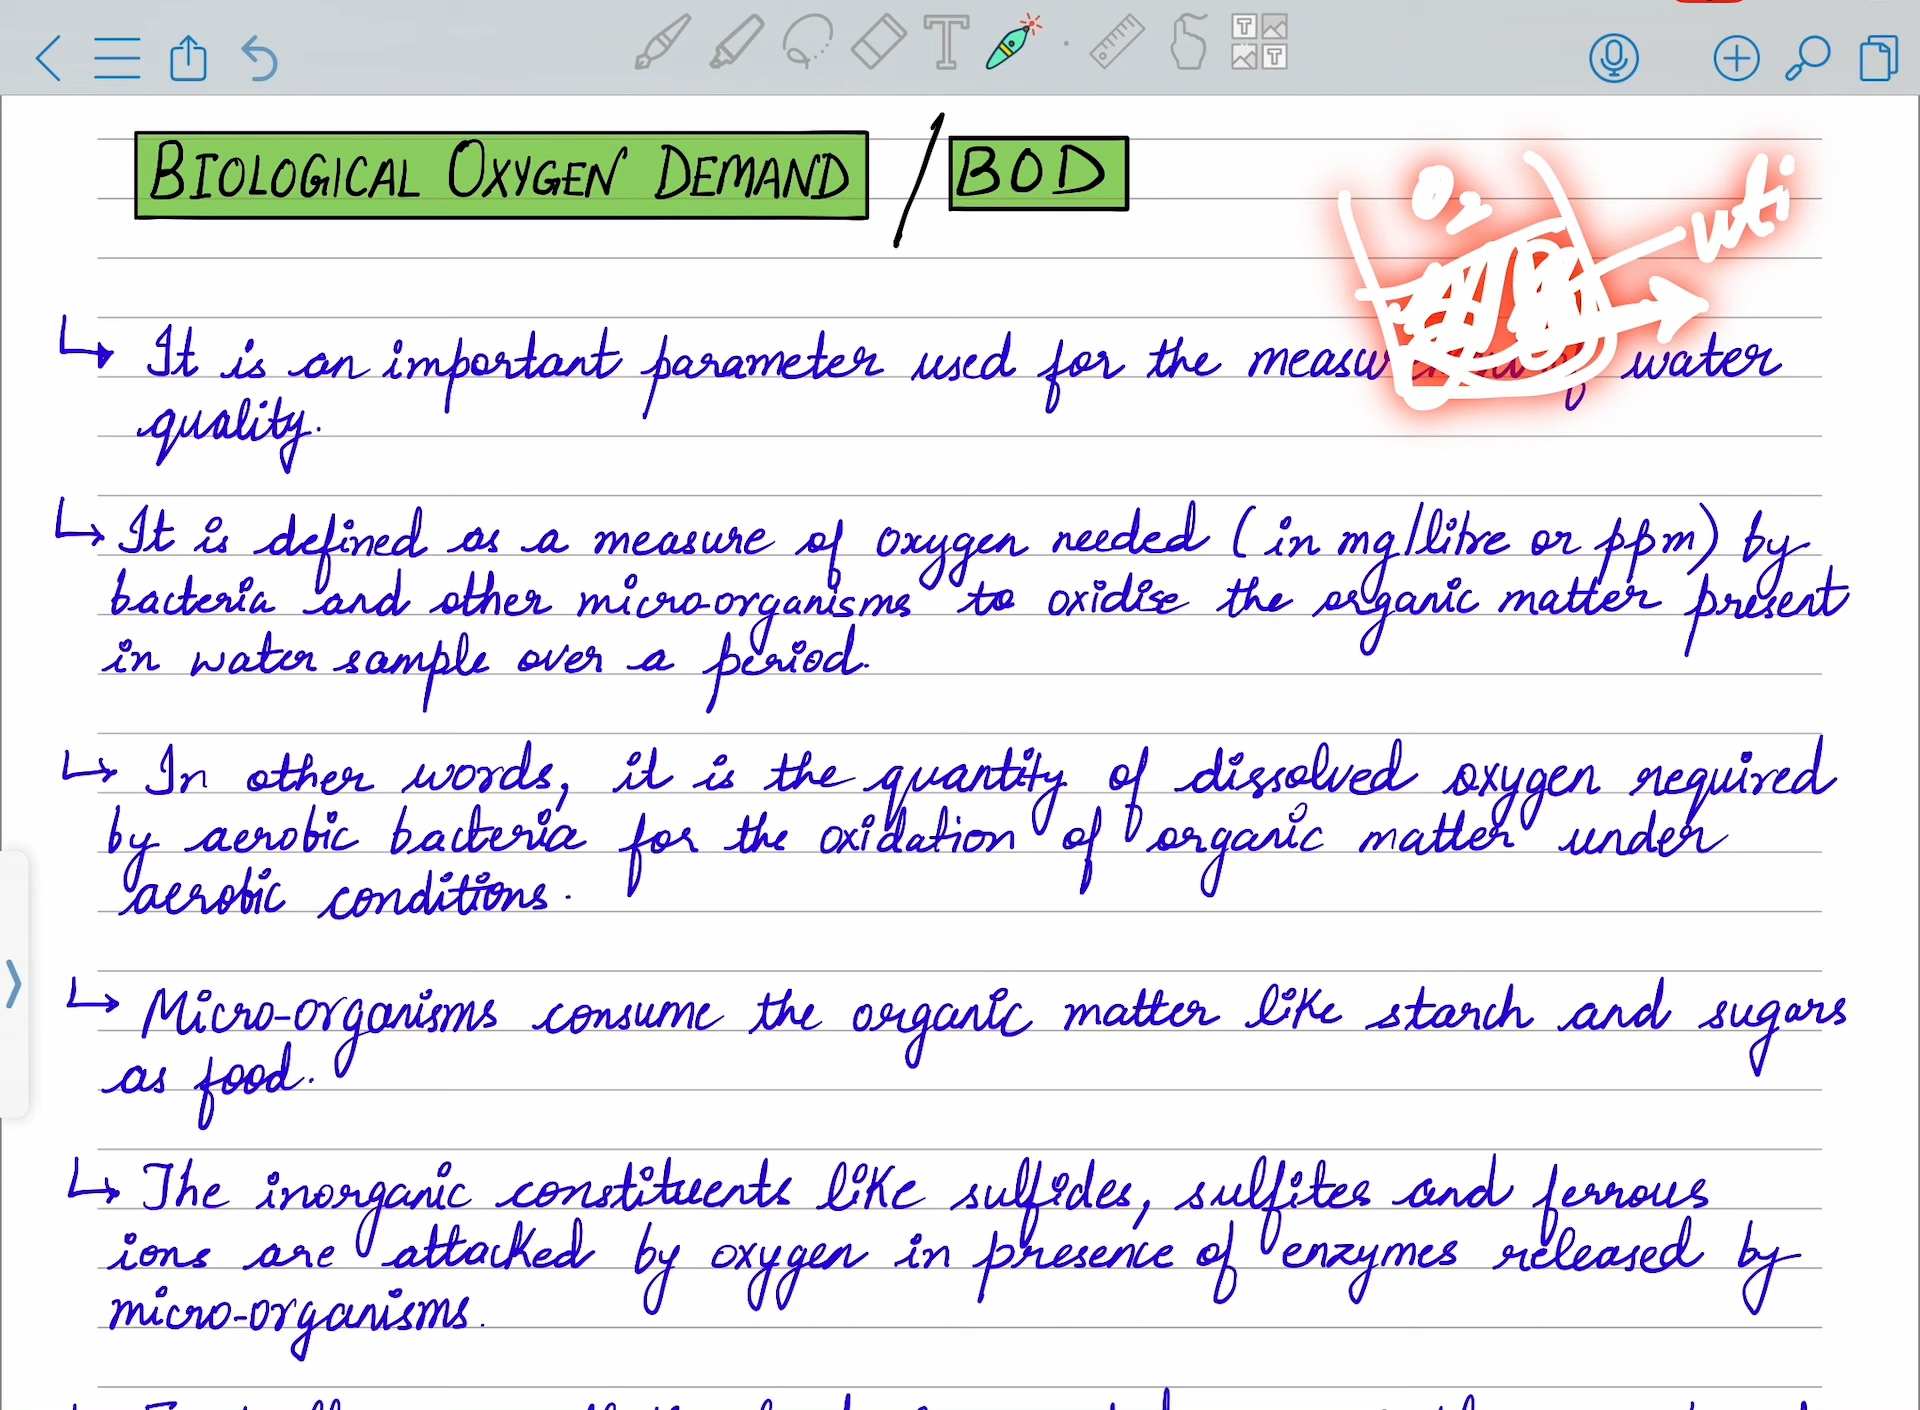 BIOLOGICAL OXYGEN DEMAND / BOD
O2
↳ It is an important parameter used for the measurement of water
quality.
↳ It is defined as a measure of oxygen needed (in mg/litre or ppm) by
bacteria and other micro-organisms to oxidise the organic matter present
in water sample over a period.
↳ In other words, it is the quantity of dissolved oxygen required
by aerobic bacteria for the oxidation of organic matter under
aerobic conditions.
↳ Micro-organisms consume the organic matter like starch and sugars
as food.
↳ The inorganic constituents like sulfides, sulfites and ferrous
ions are attacked by oxygen in presence of enzymes released by
micro-organisms.